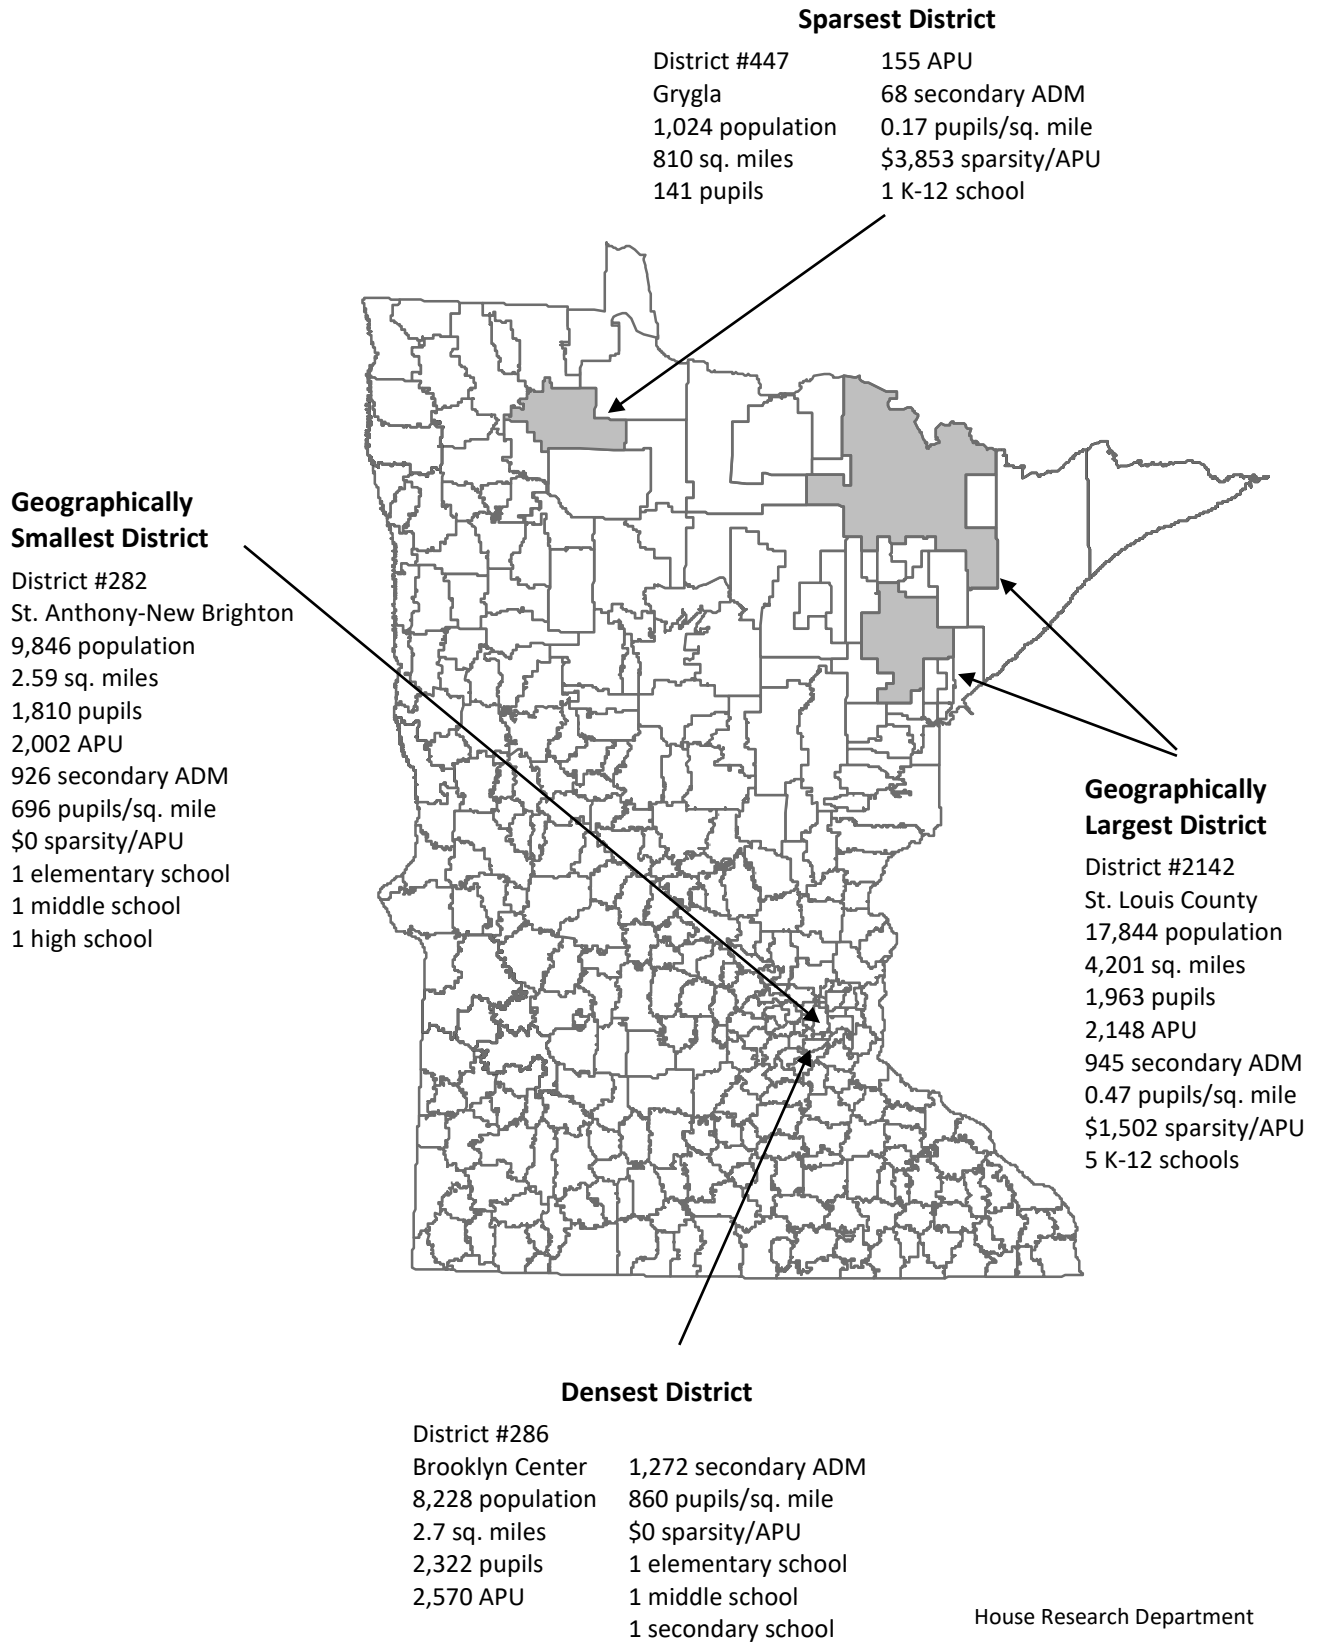 Sparsest District
District #447
Grygla
1,024 population
810 sq. miles
141 pupils
155 APU
68 secondary ADM
0.17 pupils/sq. mile
$3,853 sparsity/APU
1 K-12 school
Geographically
Smallest District
District #282
St. Anthony-New Brighton
9,846 population
2.59 sq. miles
1,810 pupils
2,002 APU
926 secondary ADM
696 pupils/sq. mile
$0 sparsity/APU
1 elementary school
1 middle school
1 high school
Geographically
Largest District
District #2142
St. Louis County
17,844 population
4,201 sq. miles
1,963 pupils
2,148 APU
945 secondary ADM
0.47 pupils/sq. mile
$1,502 sparsity/APU
5 K-12 schools
Densest District
District #286
Brooklyn Center
8,228 population
2.7 sq. miles
2,322 pupils
2,570 APU
1,272 secondary ADM
860 pupils/sq. mile
$0 sparsity/APU
1 elementary school
1 middle school
1 secondary school
House Research Department